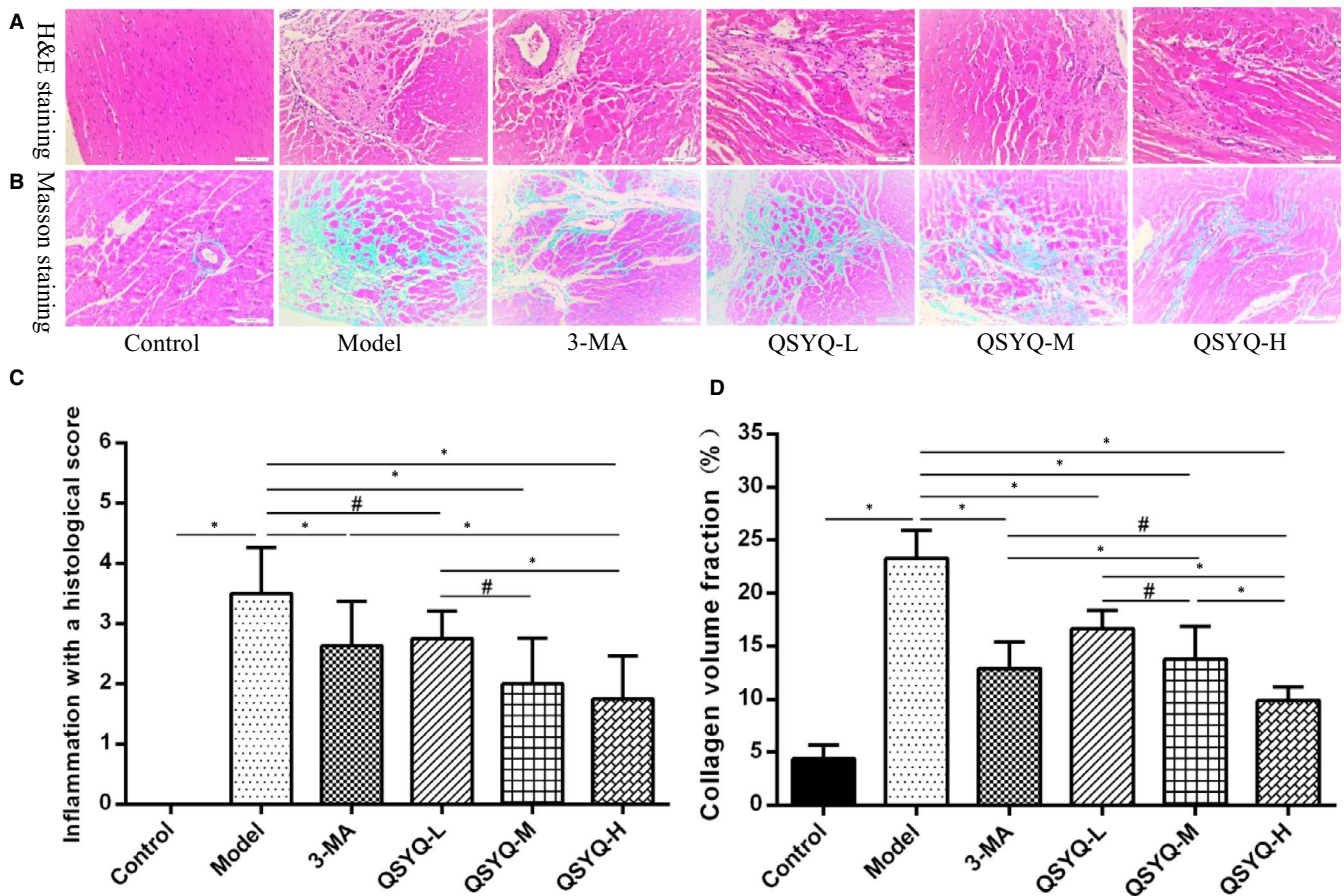 A
H&E staining
B
Masson staining
Control Model 3-MA QSYQ-L QSYQ-M QSYQ-H
C
Inflammation with a histological score
6
5
4
3
2
1
0
* * # * * * * #
Control Model 3-MA QSYQ-L QSYQ-M QSYQ-H
D
Collagen volume fraction (%)
35
30
25
20
15
10
5
0
* * * * * # * * # *
Control Model 3-MA QSYQ-L QSYQ-M QSYQ-H